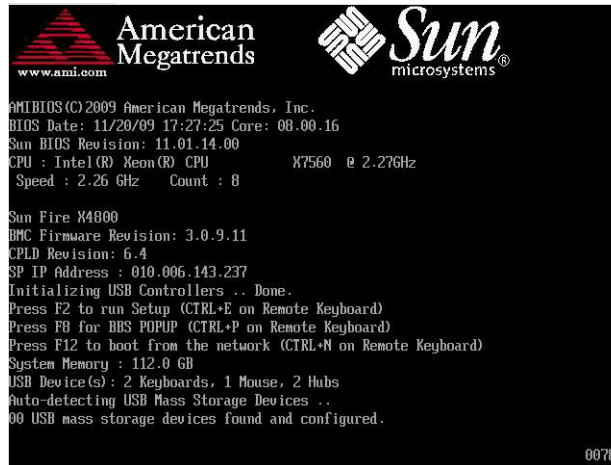 American
Megatrends
www.ami.com
Sun
microsystems
®
AMIBIOS(C)2009 American Megatrends, Inc.
BIOS Date: 11/20/09 17:27:25 Core: 08.00.16
Sun BIOS Revision: 11.01.14.00
CPU : Intel(R) Xeon(R) CPU X7560 @ 2.27GHz
Speed : 2.26 GHz Count : 8
Sun Fire X4800
BMC Firmware Revision: 3.0.9.11
CPLD Revision: 6.4
SP IP Address : 010.006.143.237
Initializing USB Controllers .. Done.
Press F2 to run Setup (CTRL+E on Remote Keyboard)
Press F8 for BBS POPUP (CTRL+P on Remote Keyboard)
Press F12 to boot from the network (CTRL+N on Remote Keyboard)
System Memory : 112.0 GB
USB Device(s): 2 Keyboards, 1 Mouse, 2 Hubs
Auto-detecting USB Mass Storage Devices ..
00 USB mass storage devices found and configured.